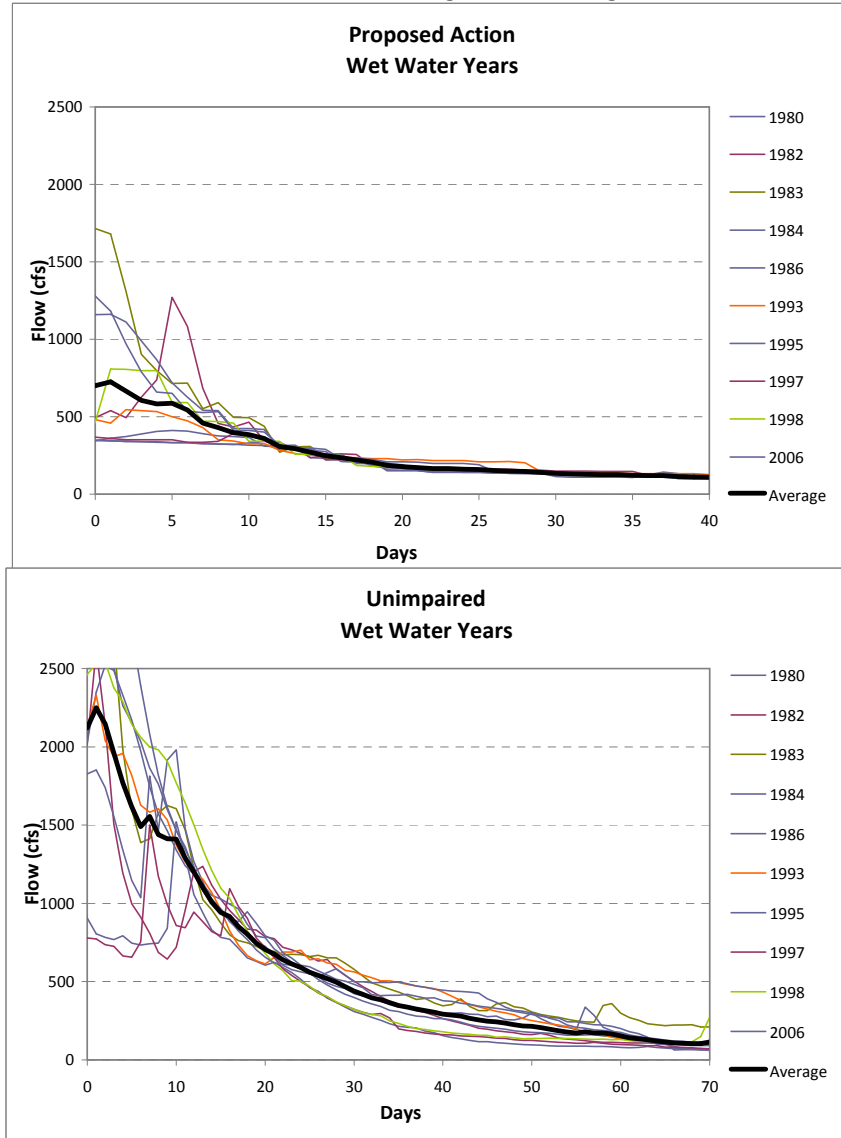 Proposed Action
Wet Water Years
2500
2000
1500
1000
500
0
Flow (cfs)
0 5 10 15 20 25 30 35 40
Days
1980
1982
1983
1984
1986
1993
1995
1997
1998
2006
Average
Unimpaired
Wet Water Years
2500
2000
1500
1000
500
0
Flow (cfs)
0 10 20 30 40 50 60 70
Days
1980
1982
1983
1984
1986
1993
1995
1997
1998
2006
Average